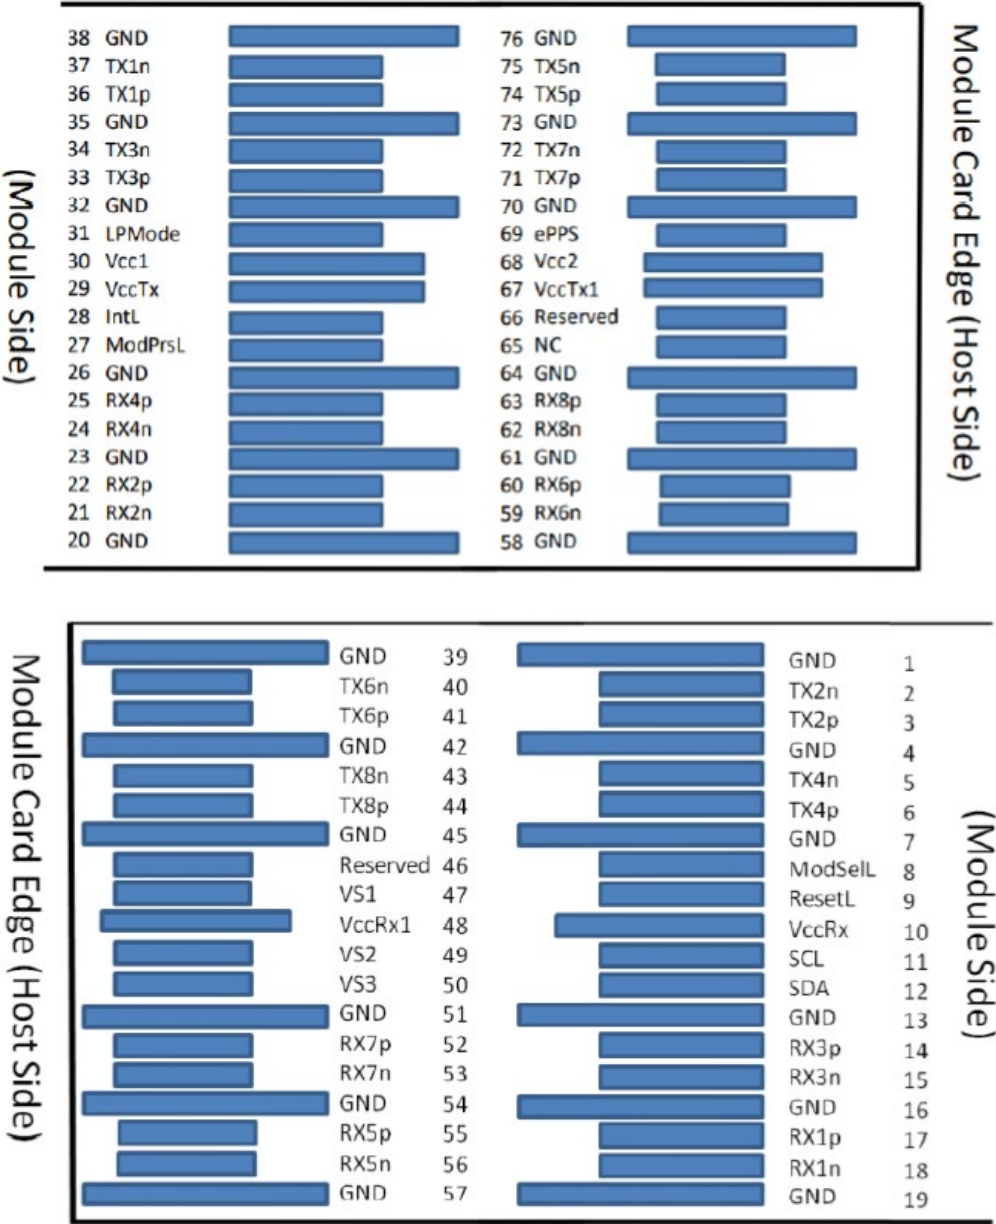 38 GND 76 GND
37 TX1n 75 TX5n
36 TX1p 74 TX5p
35 GND 73 GND
34 TX3n 72 TX7n
33 TX3p 71 TX7p
32 GND 70 GND
31 LPMode 69 ePPS
30 Vcc1 68 Vcc2
29 VccTx 67 VccTx1
28 IntL 66 Reserved
27 ModPrsL 65 NC
26 GND 64 GND
25 RX4p 63 RX8p
24 RX4n 62 RX8n
23 GND 61 GND
22 RX2p 60 RX6p
21 RX2n 59 RX6n
20 GND 58 GND
(Module Side)
Module Card Edge (Host Side)
GND 39 GND 1
TX6n 40 TX2n 2
TX6p 41 TX2p 3
GND 42 GND 4
TX8n 43 TX4n 5
TX8p 44 TX4p 6
GND 45 GND 7
Reserved 46 ModSelL 8
VS1 47 ResetL 9
VccRx1 48 VccRx 10
VS2 49 SCL 11
VS3 50 SDA 12
GND 51 GND 13
RX7p 52 RX3p 14
RX7n 53 RX3n 15
GND 54 GND 16
RX5p 55 RX1p 17
RX5n 56 RX1n 18
GND 57 GND 19
Module Card Edge (Host Side)
(Module Side)